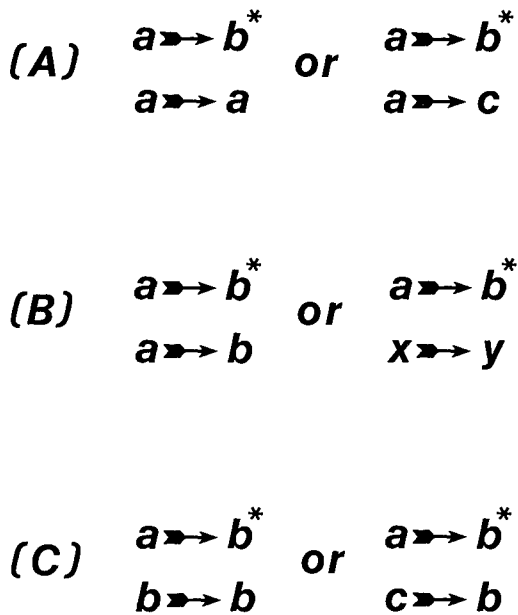 a ➳ b* a ➳ b*
(A) or
a ➳ a a ➳ c
a ➳ b* a ➳ b*
(B) or
a ➳ b x ➳ y
a ➳ b* a ➳ b*
(C) or
b ➳ b c ➳ b